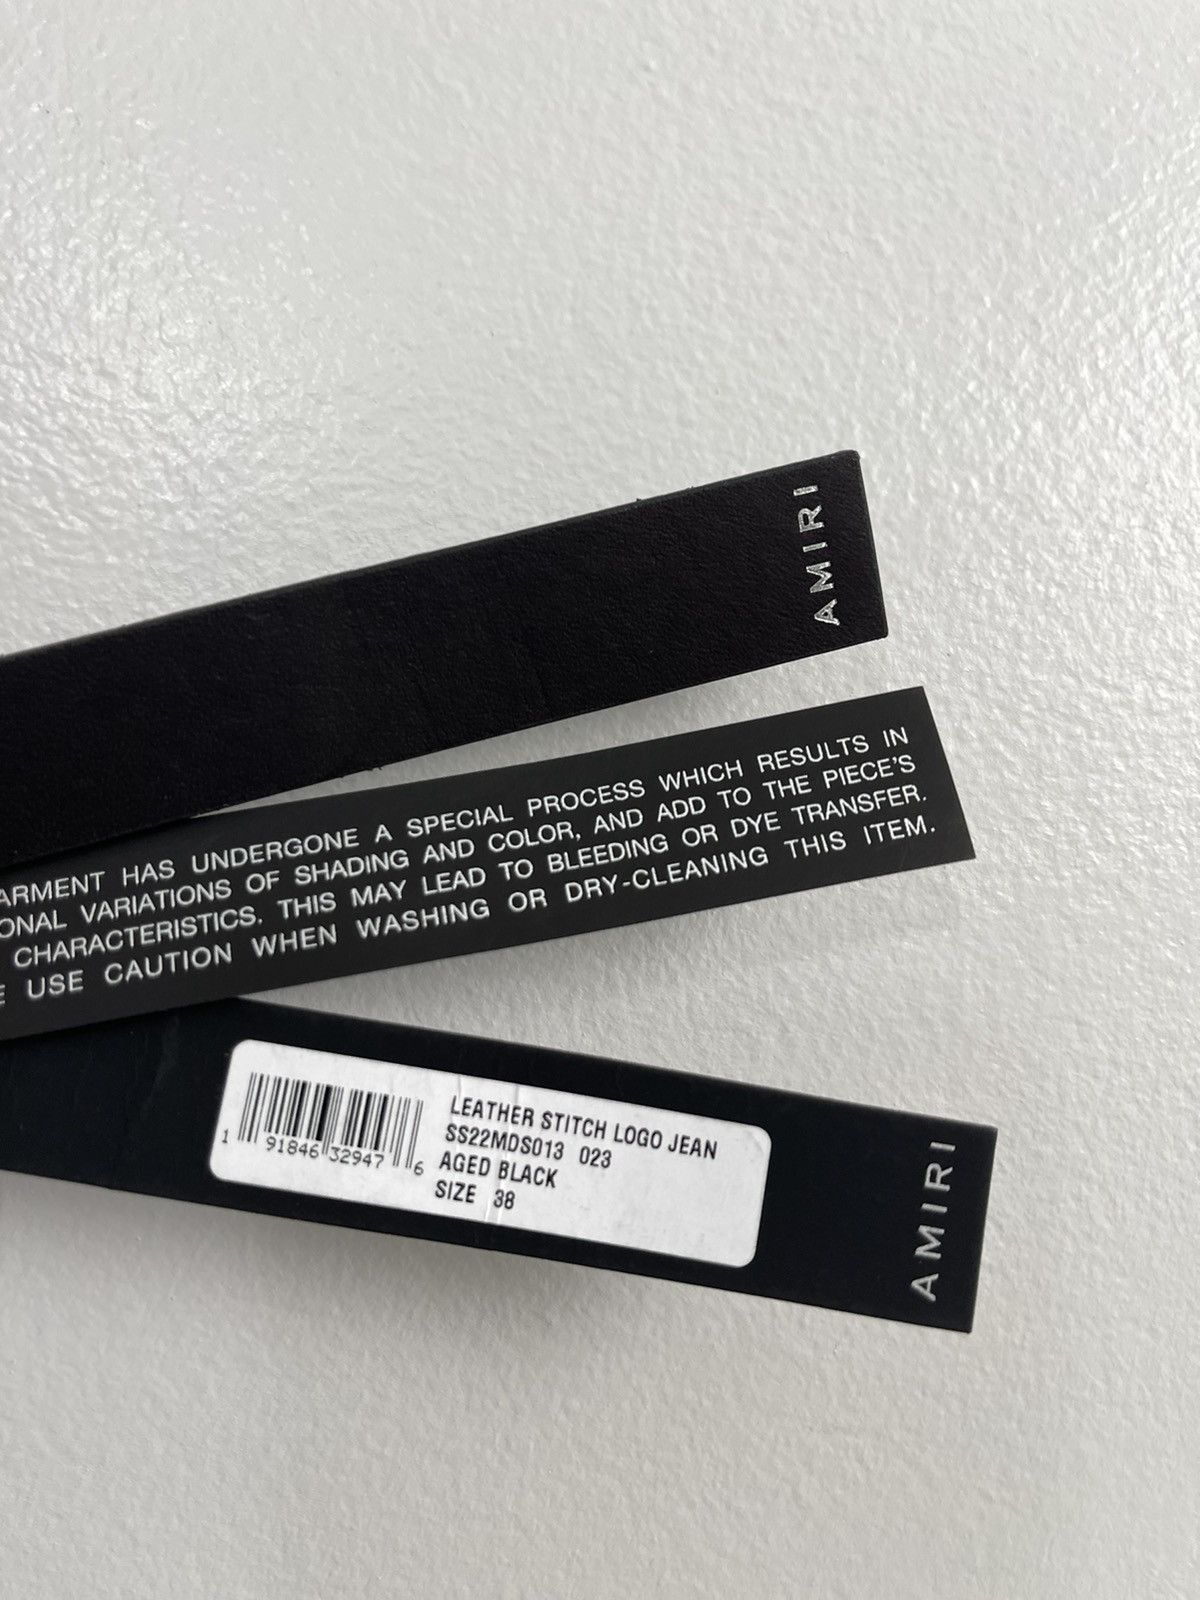 AMIRI
ARMENT HAS UNDERGONE A SPECIAL PROCESS WHICH RESULTS IN
ONAL VARIATIONS OF SHADING AND COLOR, AND ADD TO THE PIECE'S
CHARACTERISTICS. THIS MAY LEAD TO BLEEDING OR DYE TRANSFER.
E USE CAUTION WHEN WASHING OR DRY-CLEANING THIS ITEM.
LEATHER STITCH LOGO JEAN
SS22MDS013 023
AGED BLACK
SIZE 38
1 91846 32947 6
AMIRI